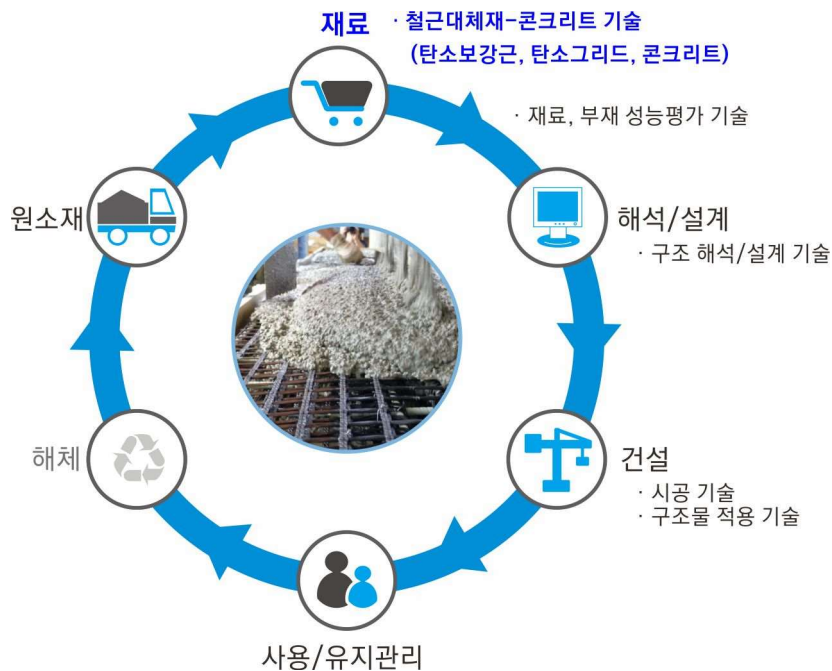 재료
· 철근대체재-콘크리트 기술
(탄소보강근, 탄소그리드, 콘크리트)
· 재료, 부재 성능평가 기술
원소재
해석/설계
· 구조 해석/설계 기술
해체
건설
· 시공 기술
· 구조물 적용 기술
사용/유지관리